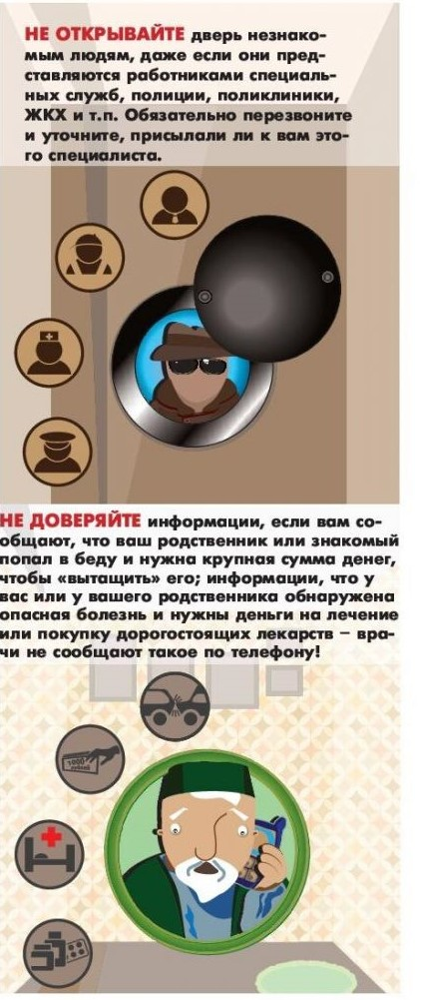 НЕ ОТКРЫВАЙТЕ дверь незнако-
мым людям, даже если они пред-
ставляются работниками специаль-
ных служб, полиции, поликлиники,
ЖКХ и т.п. Обязательно перезвоните
и уточните, присылали ли к вам это-
го специалиста.
НЕ ДОВЕРЯЙТЕ информации, если вам со-
общают, что ваш родственник или знакомый
попал в беду и нужна крупная сумма денег,
чтобы «вытащить» его; информации, что у
вас или у вашего родственника обнаружена
опасная болезнь и нужны деньги на лечение
или покупку дорогостоящих лекарств – вра-
чи не сообщают такое по телефону!
1000
рублей